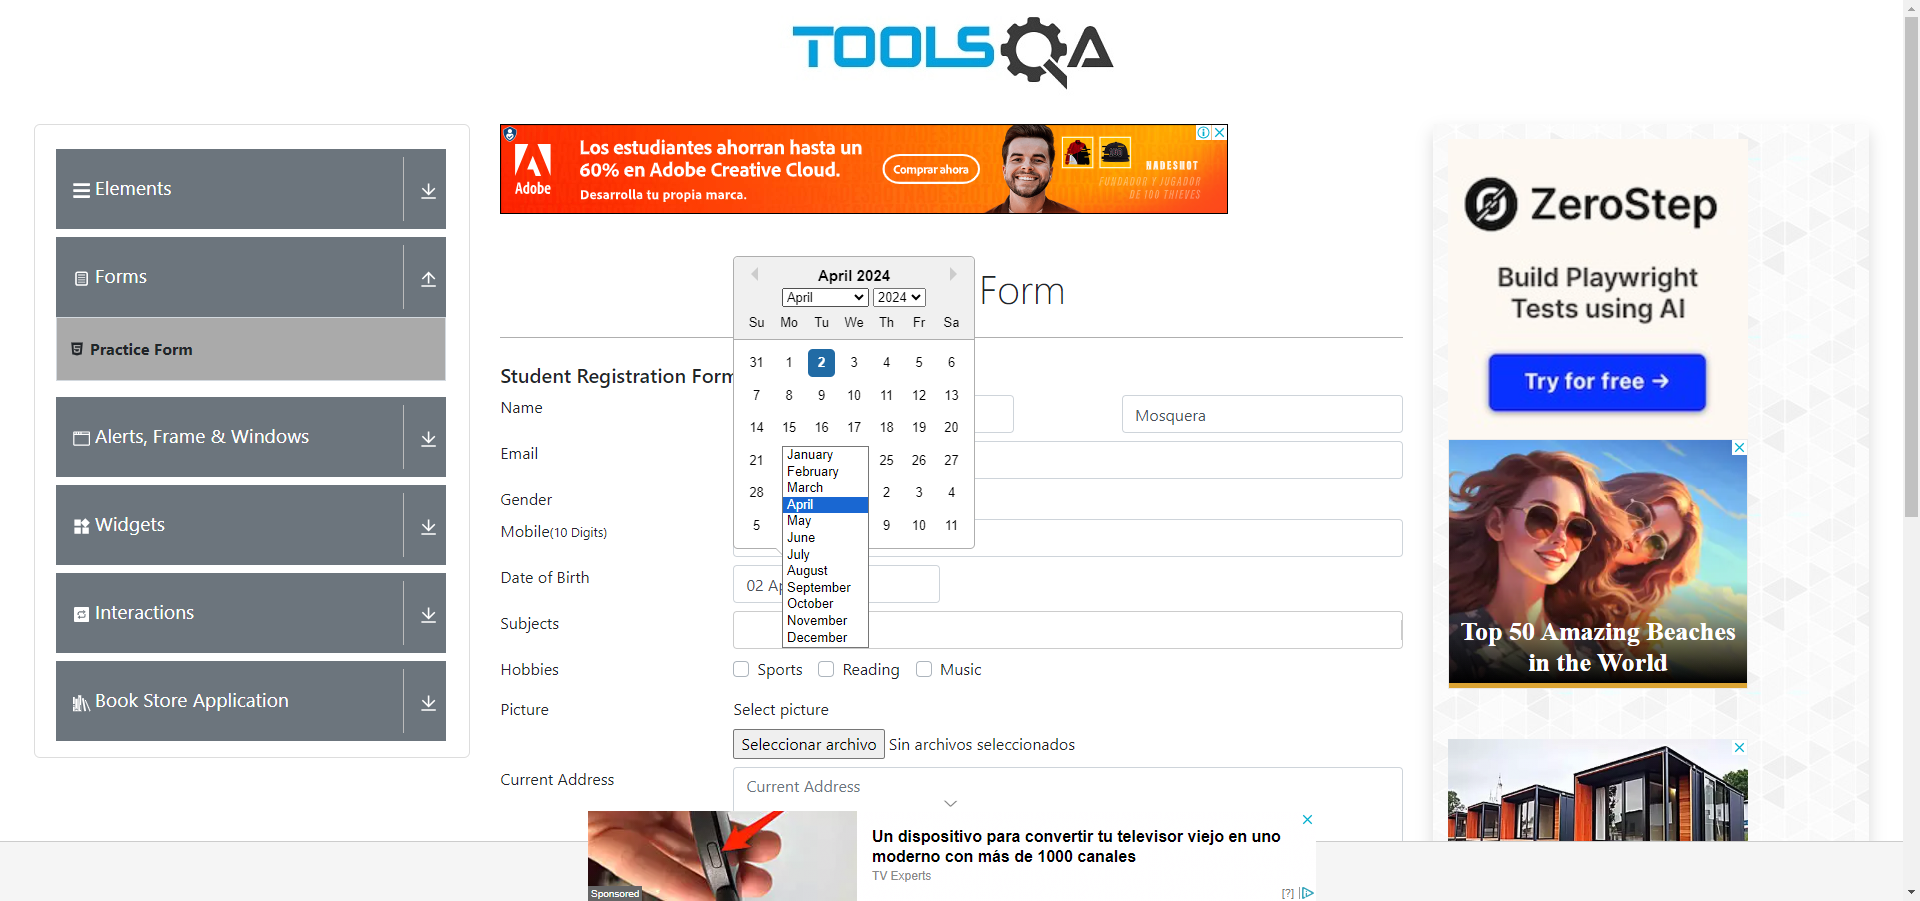 TOOLSQA
Elements
Forms
Practice Form
Alerts, Frame & Windows
Widgets
Interactions
Book Store Application
Adobe
Los estudiantes ahorran hasta un
60% en Adobe Creative Cloud.
Desarrolla tu propia marca.
Comprar ahora
NADESHOT
FUNDADOR Y JUGADOR
DE 100 THIEVES
Form
April 2024
April 2024
Su Mo Tu We Th Fr Sa
31 1 2 3 4 5 6
7 8 9 10 11 12 13
14 15 16 17 18 19 20
21 25 26 27
28 2 3 4
5 9 10 11
January
February
March
April
May
June
July
August
September
October
November
December
Student Registration Form
Name
Mosquera
Email
Gender
Mobile(10 Digits)
Date of Birth
02 Ap
Subjects
Hobbies
Sports Reading Music
Picture
Select picture
Seleccionar archivo Sin archivos seleccionados
Current Address
Current Address
ZeroStep
Build Playwright
Tests using AI
Try for free →
Top 50 Amazing Beaches
in the World
Sponsored
Un dispositivo para convertir tu televisor viejo en uno
moderno con más de 1000 canales
TV Experts
[?]